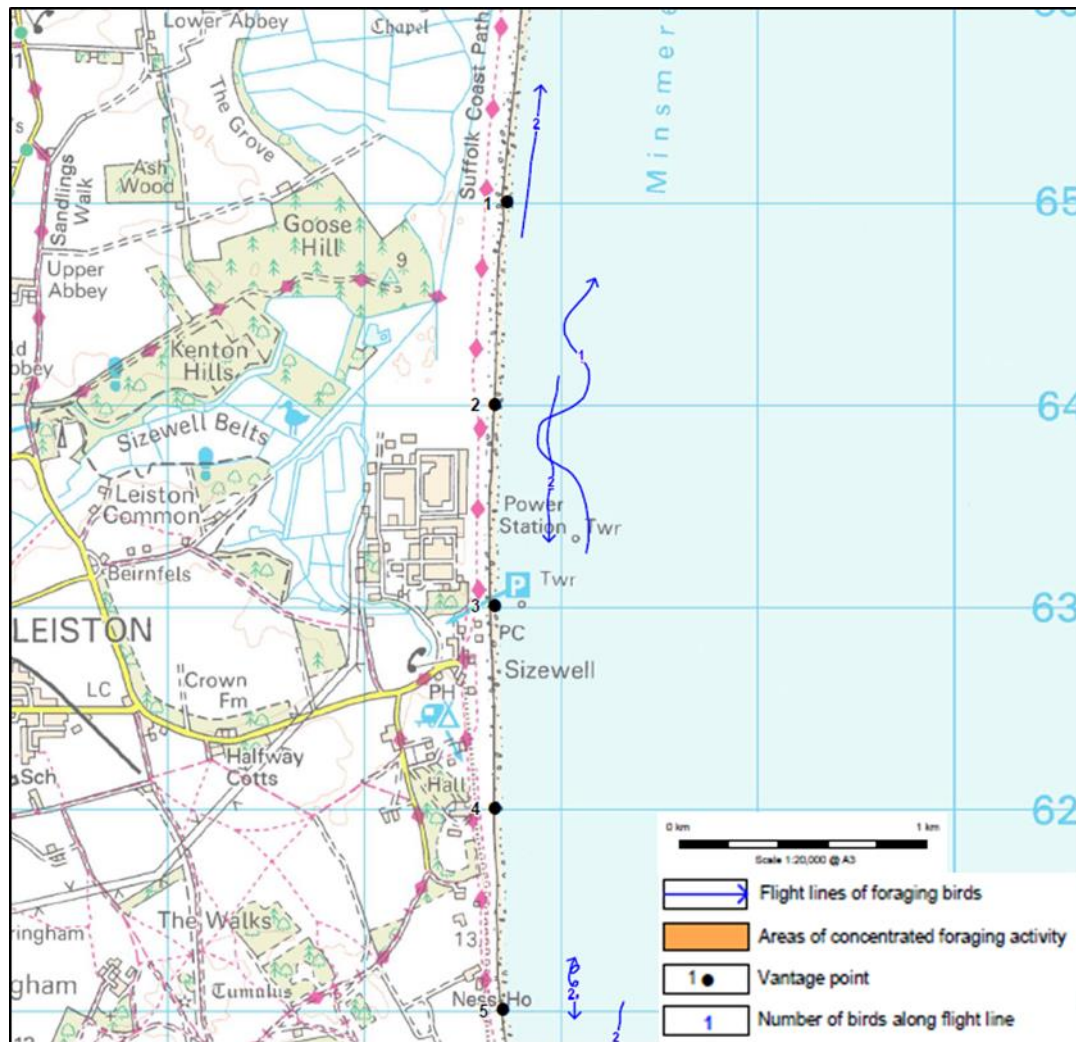 Lower Abbey
Chapel
Suffolk Coast Path
Minsmere
The Grove
Ash
Wood
Sandlings
Walk
2
65
1
Goose
Hill
9
Upper
Abbey
Kenton
Hills
1
2
64
Sizewell Belts
2
Leiston
Common
Power
Station
Twr
Beirnfels
P
Twr
3
63
LEISTON
PC
Sizewell
LC
Crown
Fm
PH
Halfway
Cotts
Sch
Hall
4
62
0 km
1 km
Scale 1:20,000 @ A3
Flight lines of foraging birds
Areas of concentrated foraging activity
1
Vantage point
1
Number of birds along flight line
The Walks
13
ringham
gham
Tumulus
Ness Ho
2
5
2